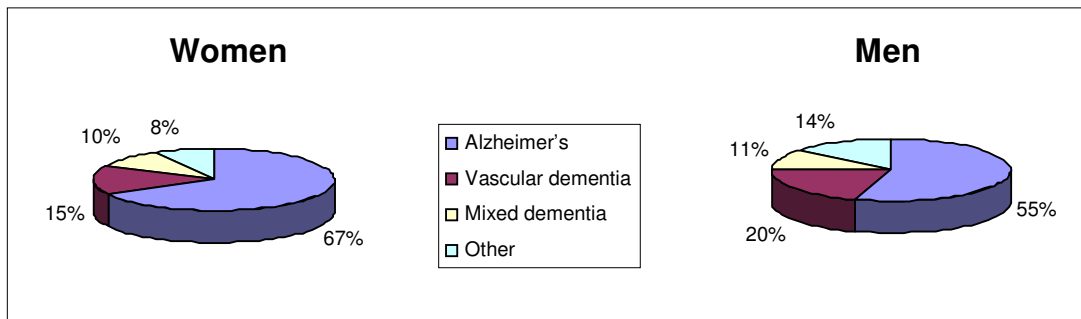 Women
Men
10%
8%
15%
67%
Alzheimer's
Vascular dementia
Mixed dementia
Other
14%
11%
20%
55%